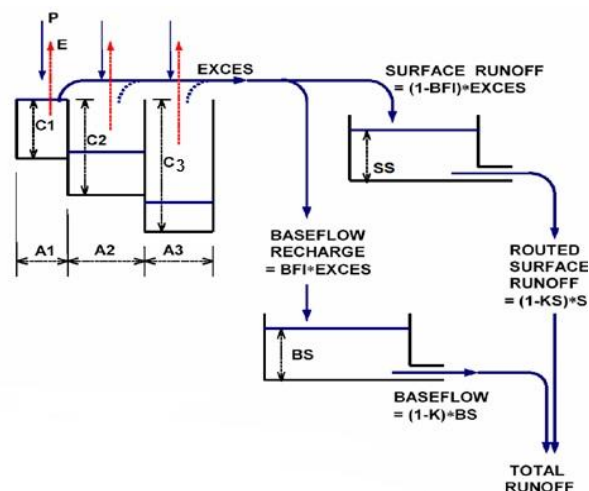 P
E
EXCES
SURFACE RUNOFF
= (1-BFI)*EXCES
C1
C2
C3
SS
A1
A2
A3
BASEFLOW
RECHARGE
= BFI*EXCES
ROUTED
SURFACE
RUNOFF
= (1-KS)*S
BS
BASEFLOW
= (1-K)*BS
TOTAL
RUNOFF